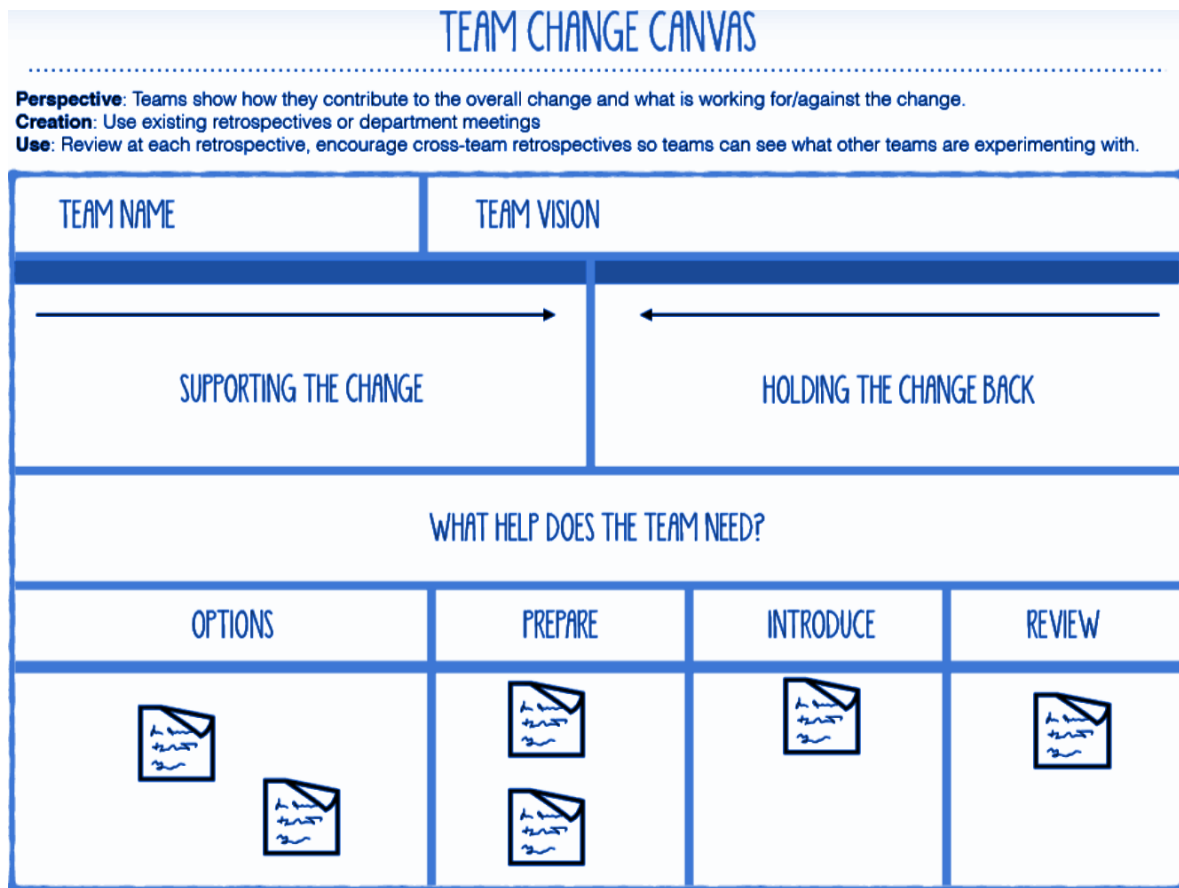 TEAM CHANGE CANVAS
Perspective: Teams show how they contribute to the overall change and what is working for/against the change.
Creation: Use existing retrospectives or department meetings
Use: Review at each retrospective, encourage cross-team retrospectives so teams can see what other teams are experimenting with.
TEAM NAME
TEAM VISION
SUPPORTING THE CHANGE
HOLDING THE CHANGE BACK
WHAT HELP DOES THE TEAM NEED?
OPTIONS
PREPARE
INTRODUCE
REVIEW